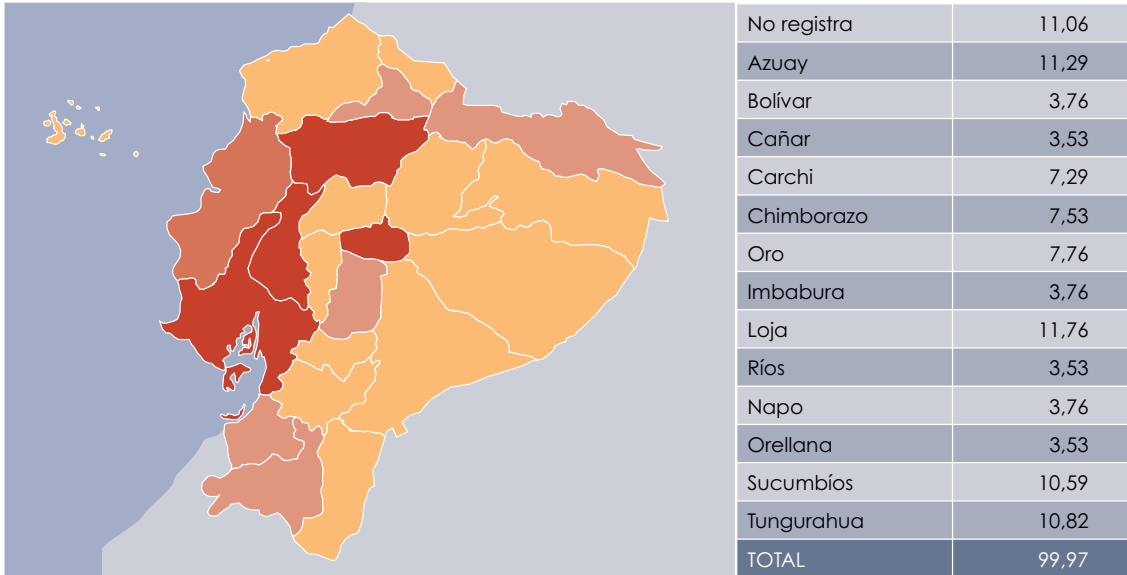 No registra 11,06
Azuay 11,29
Bolívar 3,76
Cañar 3,53
Carchi 7,29
Chimborazo 7,53
Oro 7,76
Imbabura 3,76
Loja 11,76
Ríos 3,53
Napo 3,76
Orellana 3,53
Sucumbíos 10,59
Tungurahua 10,82
TOTAL 99,97